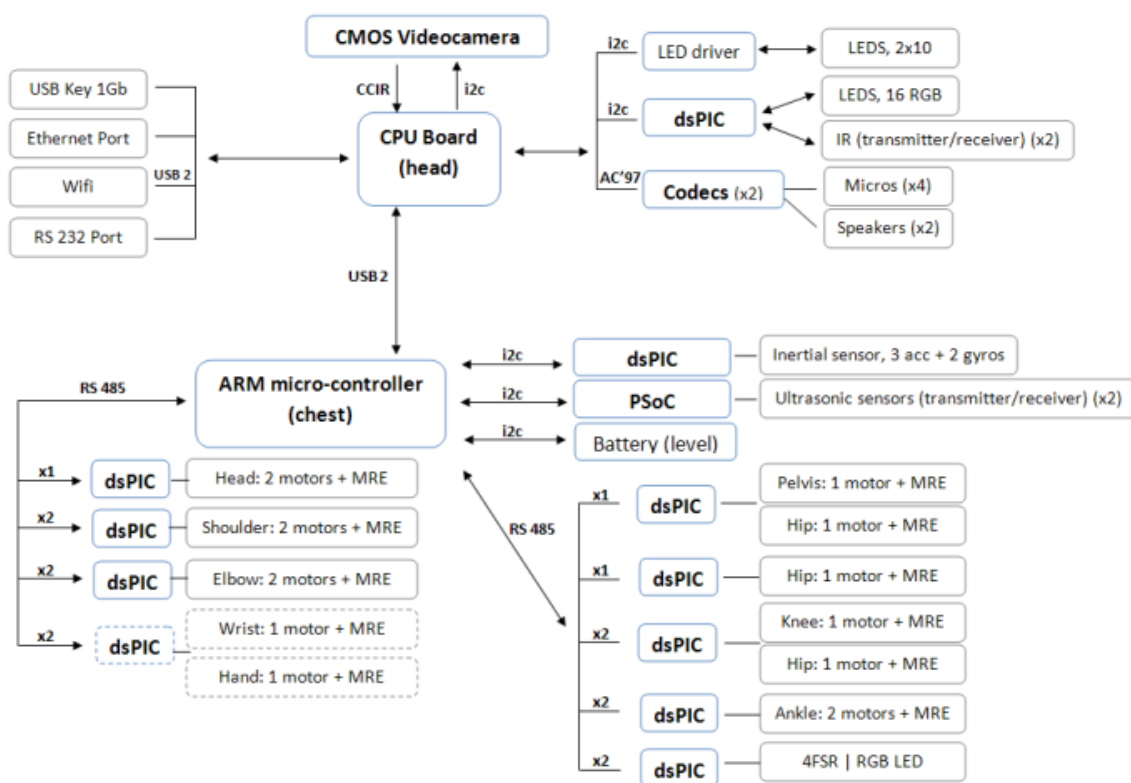 CMOS Videocamera
CCIR
i2c
USB Key 1Gb
Ethernet Port
Wifi
RS 232 Port
USB 2
CPU Board
(head)
i2c
LED driver
LEDS, 2x10
i2c
dsPIC
LEDS, 16 RGB
IR (transmitter/receiver) (x2)
AC'97
Codecs (x2)
Micros (x4)
Speakers (x2)
USB 2
ARM micro-controller
(chest)
i2c
dsPIC
Inertial sensor, 3 acc + 2 gyros
i2c
PSoC
Ultrasonic sensors (transmitter/receiver) (x2)
i2c
Battery (level)
RS 485
x1
dsPIC
Head: 2 motors + MRE
x2
dsPIC
Shoulder: 2 motors + MRE
x2
dsPIC
Elbow: 2 motors + MRE
x2
dsPIC
Wrist: 1 motor + MRE
Hand: 1 motor + MRE
RS 485
x1
dsPIC
Pelvis: 1 motor + MRE
Hip: 1 motor + MRE
x1
dsPIC
Hip: 1 motor + MRE
x2
dsPIC
Knee: 1 motor + MRE
Hip: 1 motor + MRE
x2
dsPIC
Ankle: 2 motors + MRE
x2
dsPIC
4FSR | RGB LED